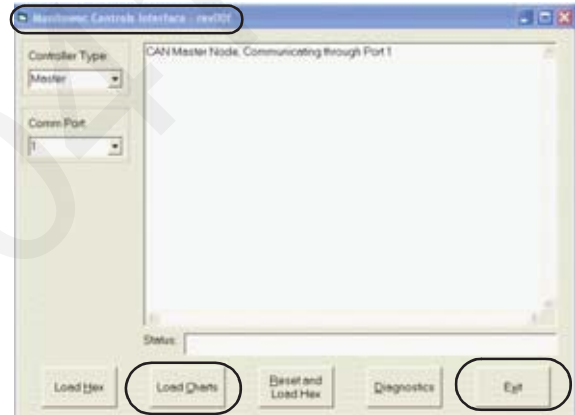 Manitowoc Controls Interface - rev001
Controller Type:
Master
Comm Port
1
CAN Master Node, Communicating through Port 1
Status:
Load Hex
Load Charts
Reset and
Load Hex
Diagnostics
Exit